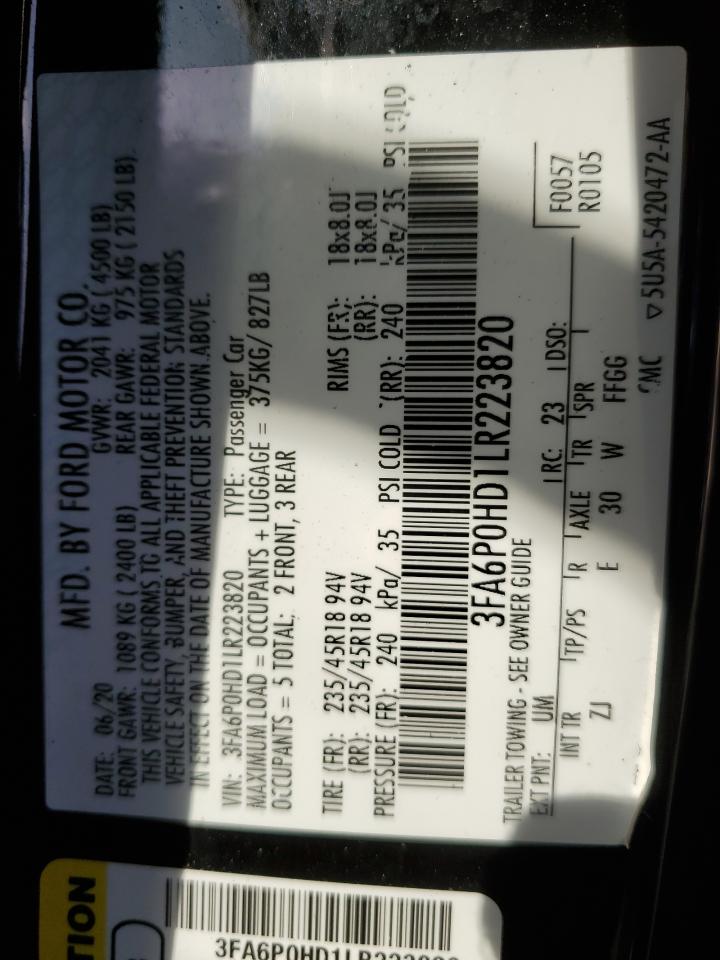 MFD. BY FORD MOTOR CO.
DATE: 06/20 GVWR: 2041 KG ( 4500 LB)
FRONT GAWR: 1089 KG ( 2400 LB) REAR GAWR: 975 KG ( 2150 LB)
THIS VEHICLE CONFORMS TO ALL APPLICABLE FEDERAL MOTOR
VEHICLE SAFETY, BUMPER, AND THEFT PREVENTION STANDARDS
IN EFFECT ON THE DATE OF MANUFACTURE SHOWN ABOVE.
VIN: 3FA6P0HD1LR223820 TYPE: Passenger Car
MAXIMUM LOAD = OCCUPANTS + LUGGAGE = 375KG/ 827LB
OCCUPANTS = 5 TOTAL; 2 FRONT, 3 REAR
TIRE (FR): 235/45R18 94V RIMS (FR): 18x8.0J
(RR): 235/45R18 94V (RR): 18x8.0J
PRESSURE (FR): 240 kPa/ 35 PSI COLD (RR): 240 kPa/ 35 PSI COLD
3FA6P0HD1LR223820
TRAILER TOWING - SEE OWNER GUIDE
EXT PNT: UM RC: 23 DSO: F0057
R0105
INT TR TP/PS R AXLE TR SPR
ZJ E 30 W FFGG
5U5A-5420472-AA
TION